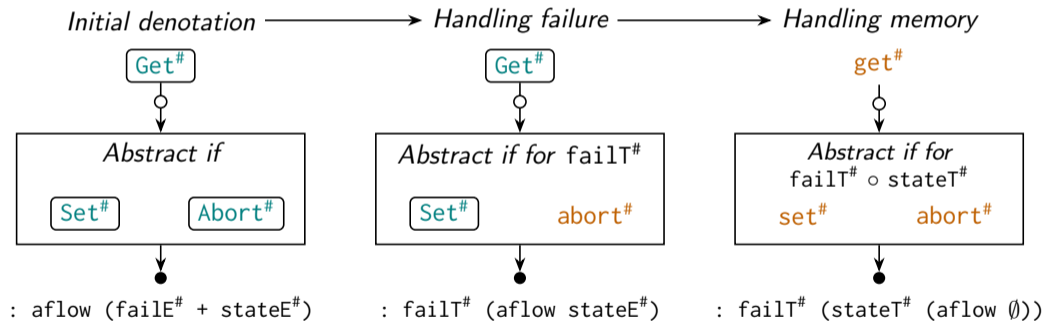 Initial denotation
Handling failure
Handling memory
Get#
Get#
get#
Abstract if
Abstract if for failT#
Abstract if for
failT# ∘ stateT#
Set#
Abort#
Set#
abort#
set#
abort#
: aflow (failE# + stateE#)
: failT# (aflow stateE#)
: failT# (stateT# (aflow ∅))